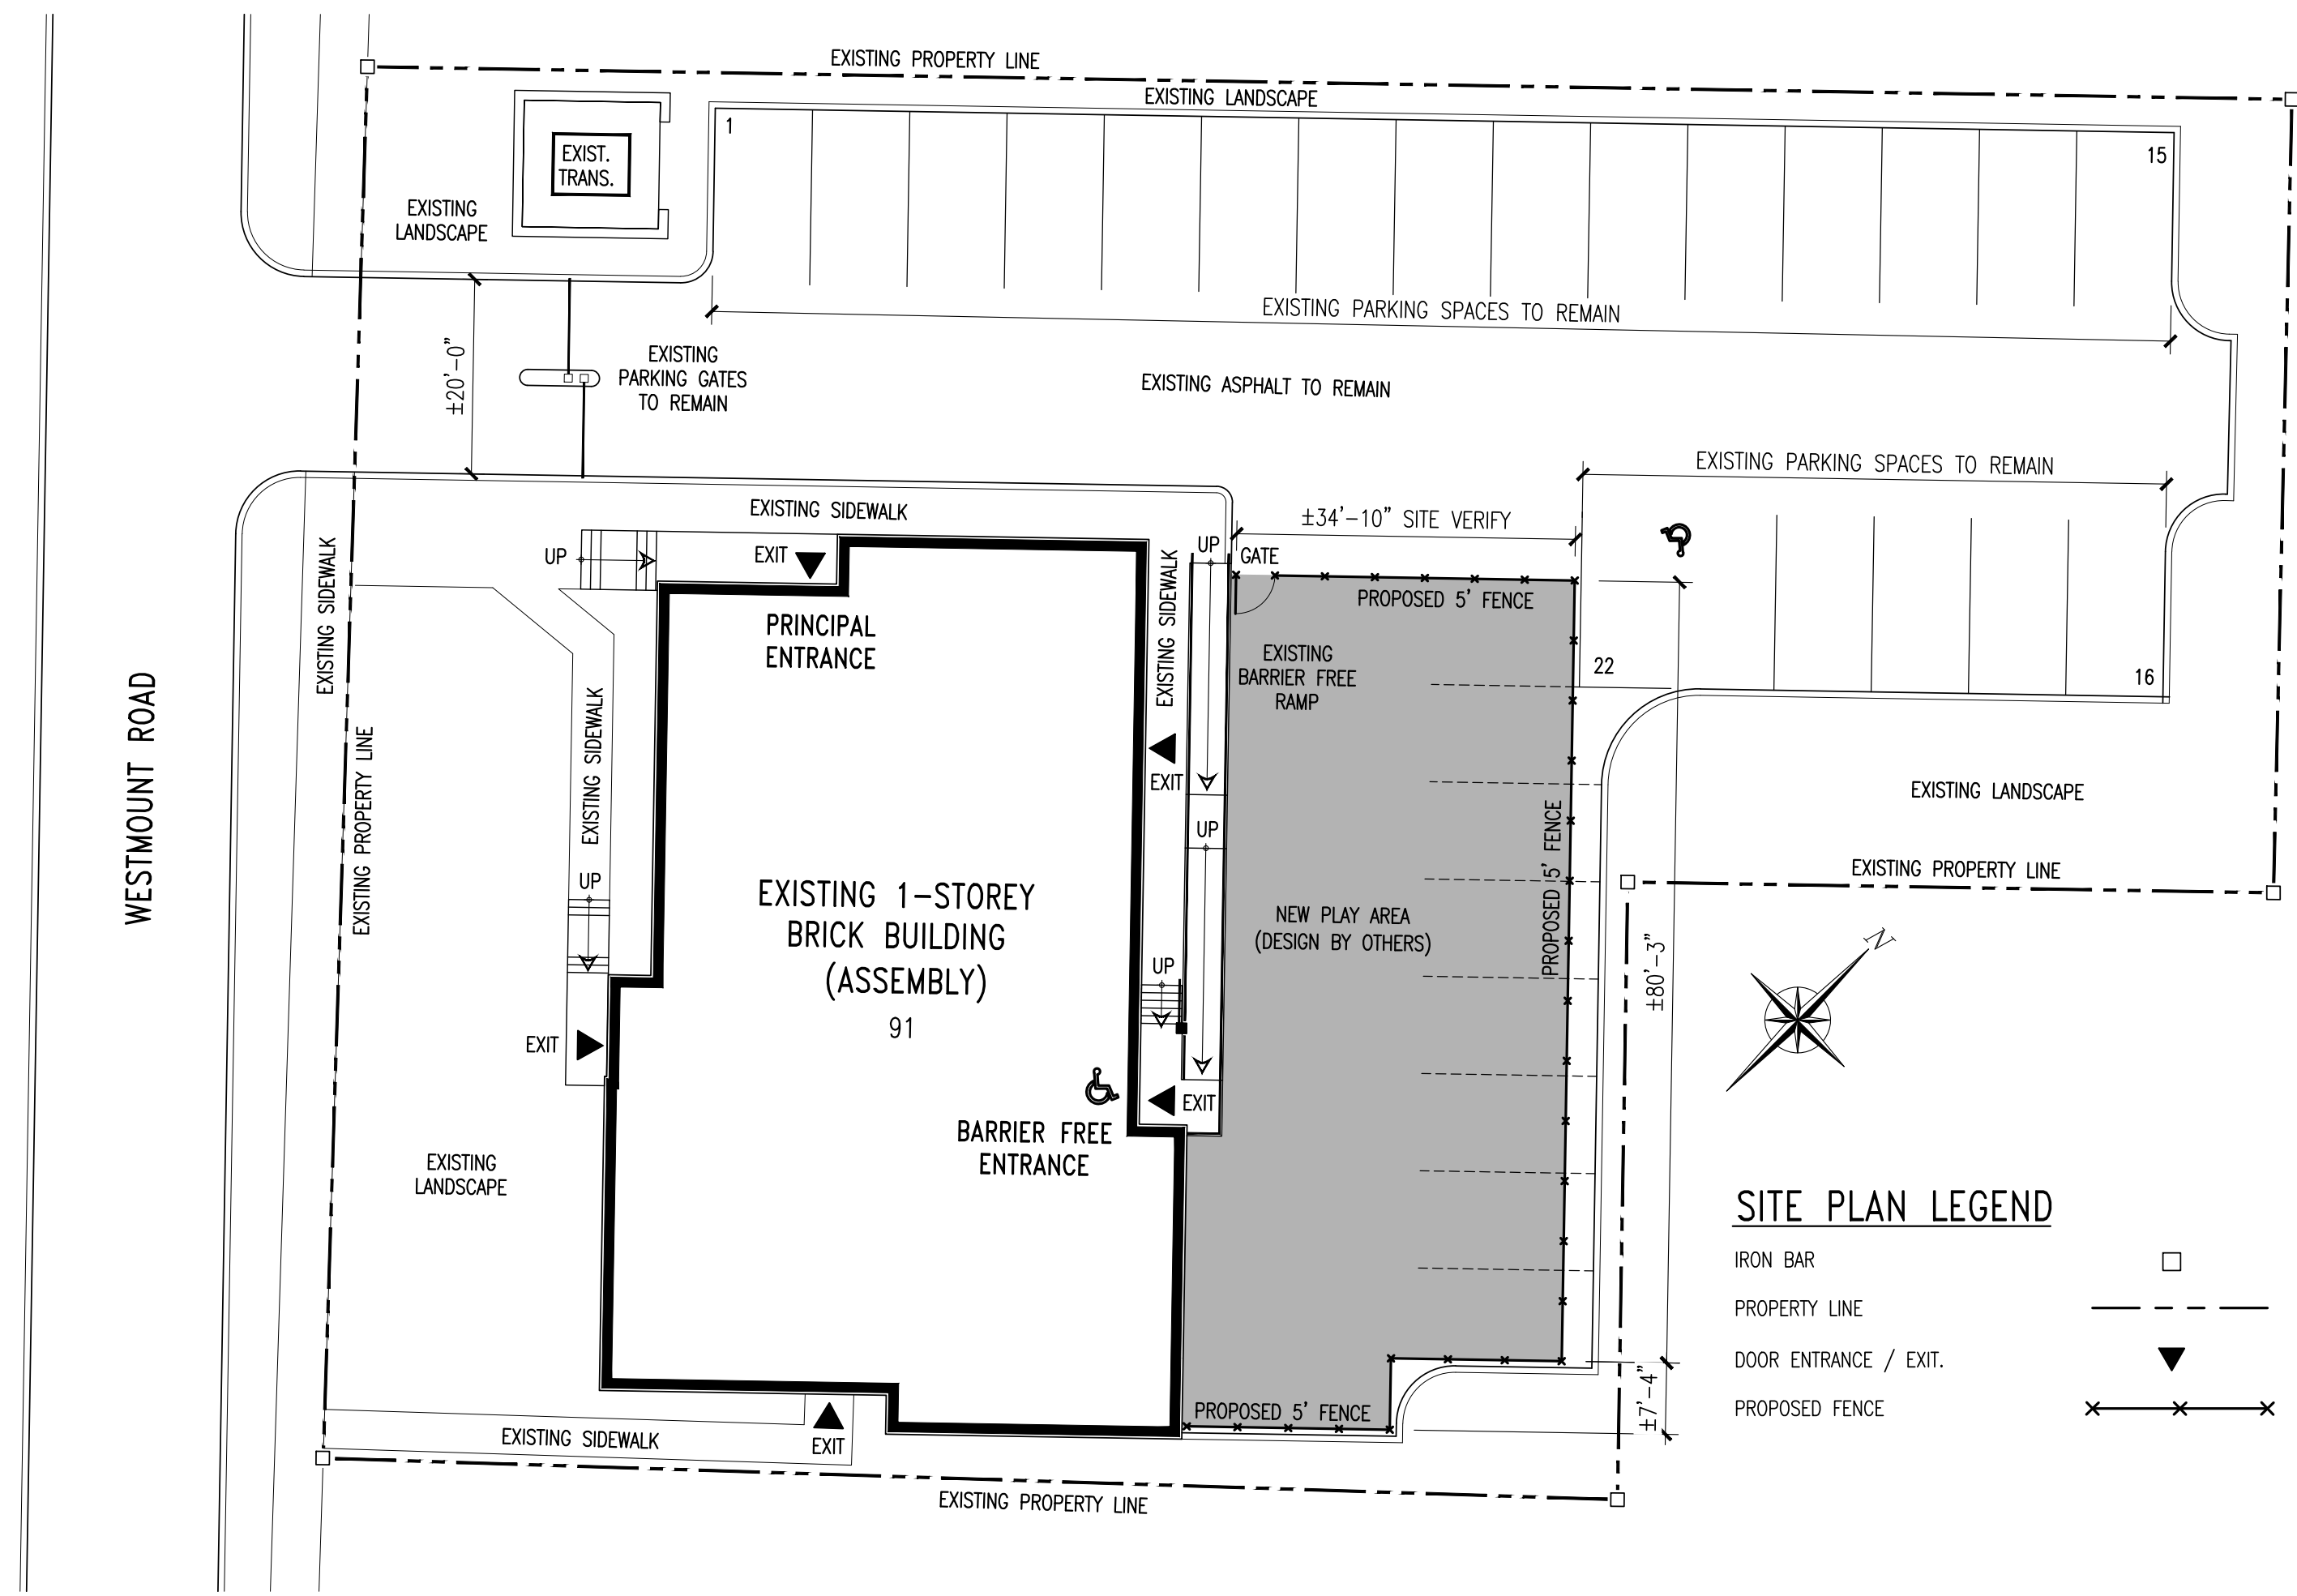 EXISTING PROPERTY LINE
EXISTING LANDSCAPE
1
15
EXIST.
TRANS.
EXISTING
LANDSCAPE
EXISTING PARKING SPACES TO REMAIN
±20'-0"
EXISTING
PARKING GATES
TO REMAIN
EXISTING ASPHALT TO REMAIN
EXISTING PARKING SPACES TO REMAIN
EXISTING SIDEWALK
±34'-10" SITE VERIFY
UP
EXIT
UP
GATE
EXISTING SIDEWALK
EXISTING SIDEWALK
PROPOSED 5' FENCE
PRINCIPAL
ENTRANCE
EXISTING
BARRIER FREE
RAMP
22
16
WESTMOUNT ROAD
EXISTING PROPERTY LINE
EXISTING SIDEWALK
EXIT
EXISTING LANDSCAPE
UP
PROPOSED 5' FENCE
EXISTING PROPERTY LINE
UP
EXISTING 1-STOREY
BRICK BUILDING
(ASSEMBLY)
91
NEW PLAY AREA
(DESIGN BY OTHERS)
UP
±80'-3"
N
EXIT
EXIT
BARRIER FREE
ENTRANCE
EXISTING
LANDSCAPE
SITE PLAN LEGEND
IRON BAR
PROPERTY LINE
DOOR ENTRANCE / EXIT.
PROPOSED FENCE
±7'-4"
PROPOSED 5' FENCE
EXISTING SIDEWALK
EXIT
EXISTING PROPERTY LINE